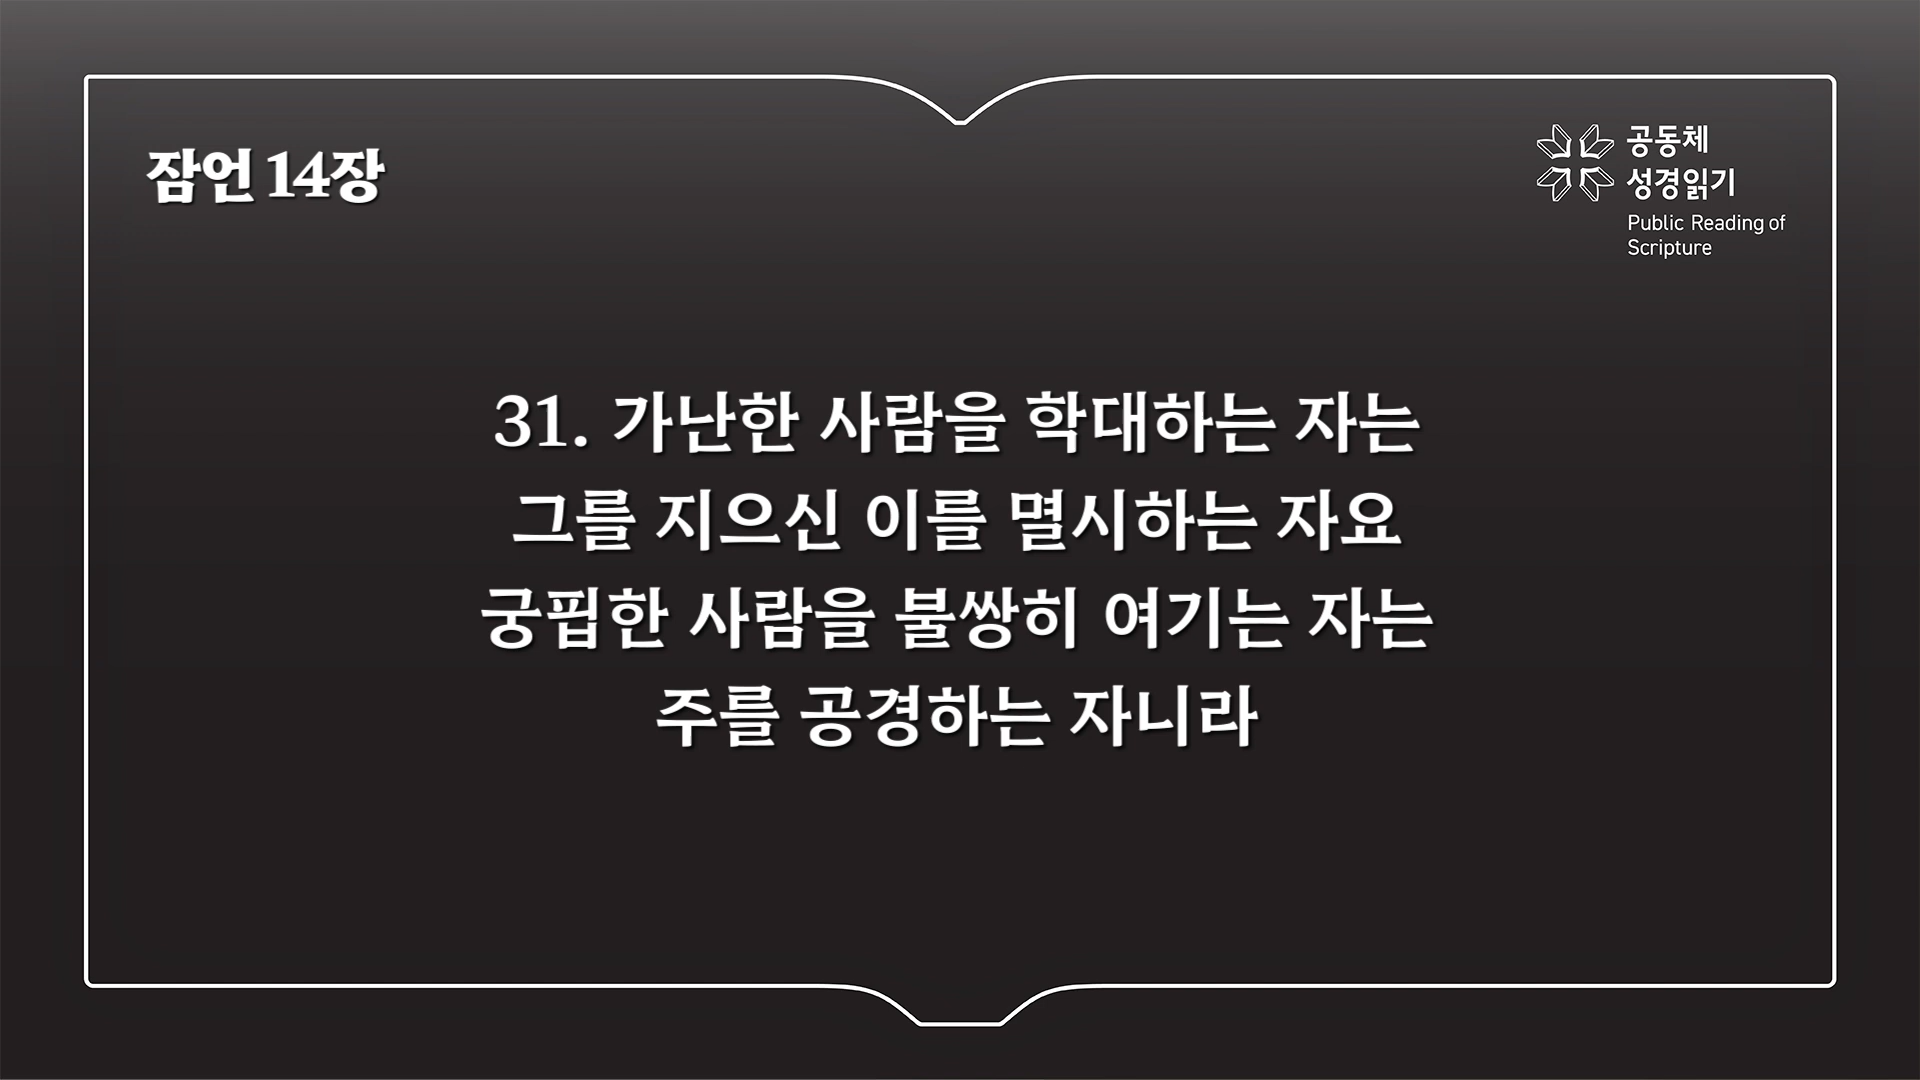 잠언 14장
공동체
성경읽기
Public Reading of
Scripture
31. 가난한 사람을 학대하는 자는
그를 지으신 이를 멸시하는 자요
궁핍한 사람을 불쌍히 여기는 자는
주를 공경하는 자니라